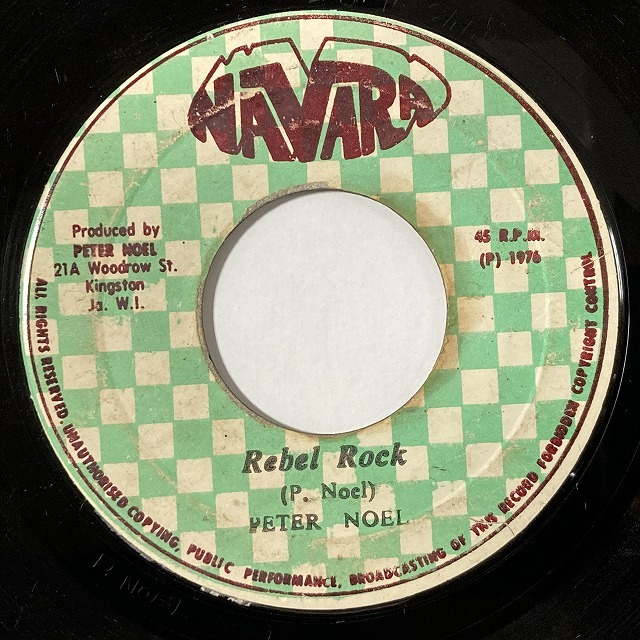 NAVARA
Produced by
PETER NOEL
21A Woodrow St.
Kingston
Ja. W.I.
45 R.P.M.
(P) 1976
Rebel Rock
(P. Noel)
PETER NOEL
ALL RIGHTS RESERVED. UNAUTHORISED COPYING, PUBLIC PERFORMANCE, BROADCASTING OF THIS RECORD FORBIDDEN COPYRIGHT CONTROL